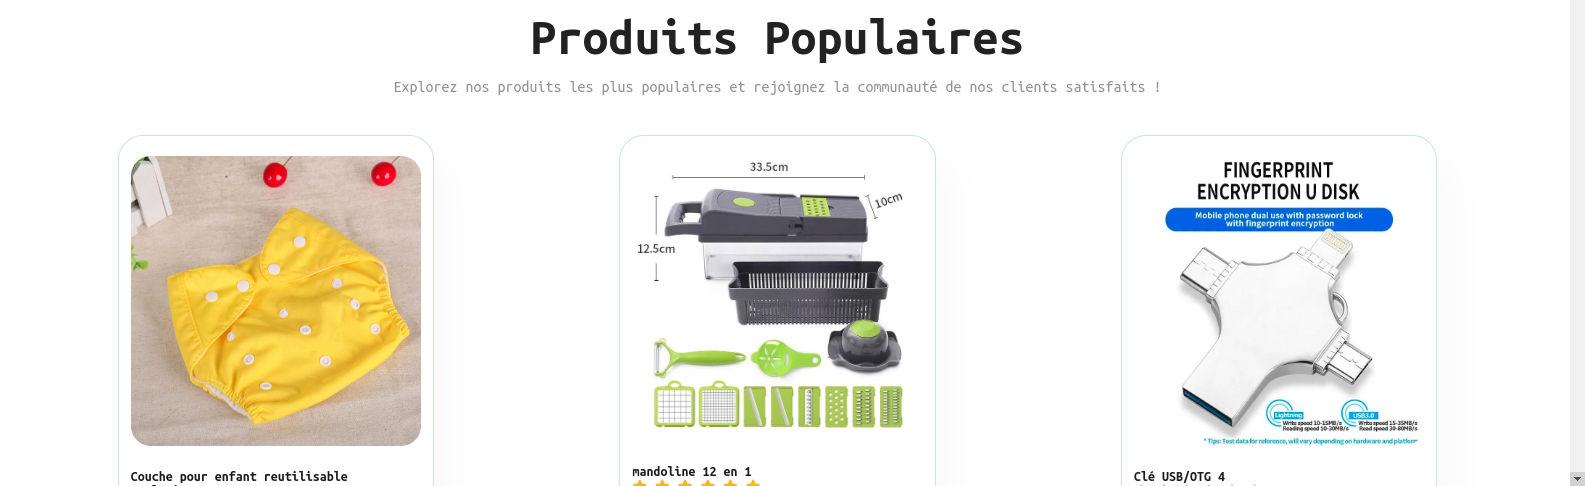 Produits Populaires
Explorez nos produits les plus populaires et rejoignez la communauté de nos clients satisfaits !
33.5cm
10cm
12.5cm
FINGERPRINT
ENCRYPTION U DISK
Mobile phone dual use with password lock
with fingerprint encryption
Lightning
Write speed 10-15MB/s
Reading speed 10-30MB/s
USB3.0
Write speed 15-35MB/s
Read speed 30-80MB/s
* Tips: Test data for reference, will vary depending on hardware and platform
Couche pour enfant reutilisable
mandoline 12 en 1
Clé USB/OTG 4